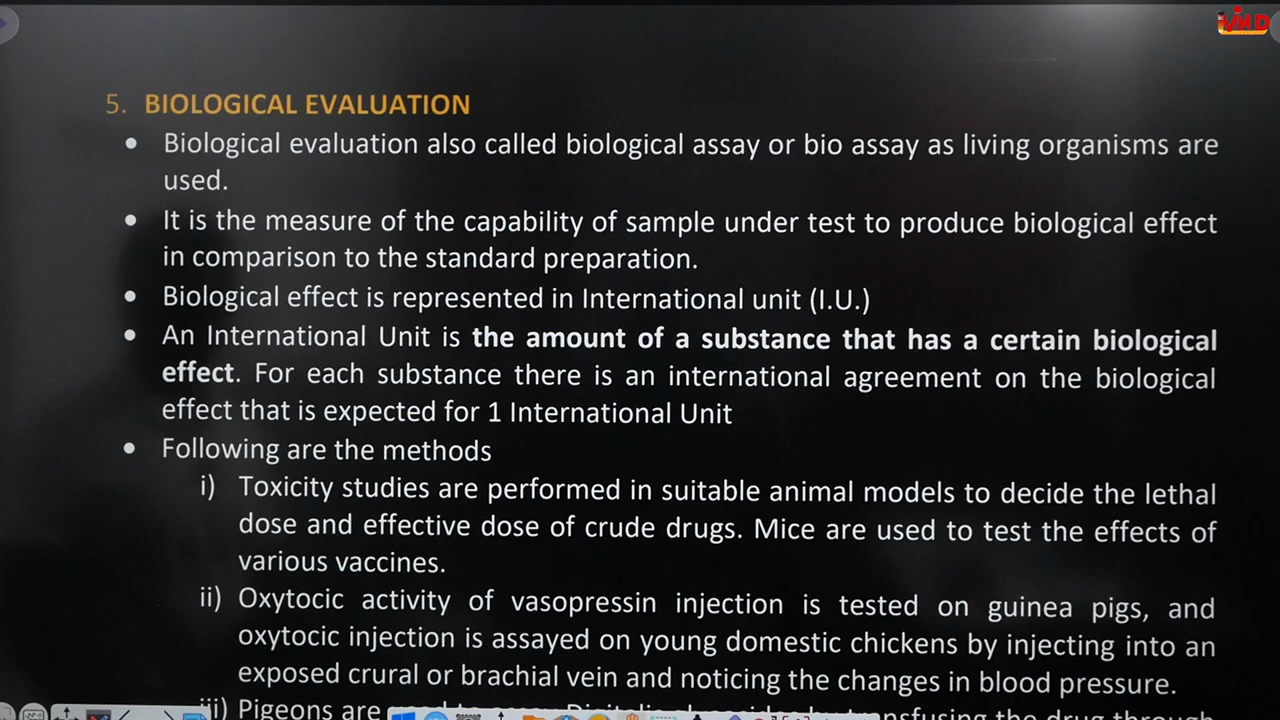 5. BIOLOGICAL EVALUATION
• Biological evaluation also called biological assay or bio assay as living organisms are
used.
• It is the measure of the capability of sample under test to produce biological effect
in comparison to the standard preparation.
• Biological effect is represented in International unit (I.U.)
• An International Unit is the amount of a substance that has a certain biological
effect. For each substance there is an international agreement on the biological
effect that is expected for 1 International Unit
• Following are the methods
i) Toxicity studies are performed in suitable animal models to decide the lethal
dose and effective dose of crude drugs. Mice are used to test the effects of
various vaccines.
ii) Oxytocic activity of vasopressin injection is tested on guinea pigs, and
oxytocic injection is assayed on young domestic chickens by injecting into an
exposed crural or brachial vein and noticing the changes in blood pressure.
iii) Pigeons are the drug through